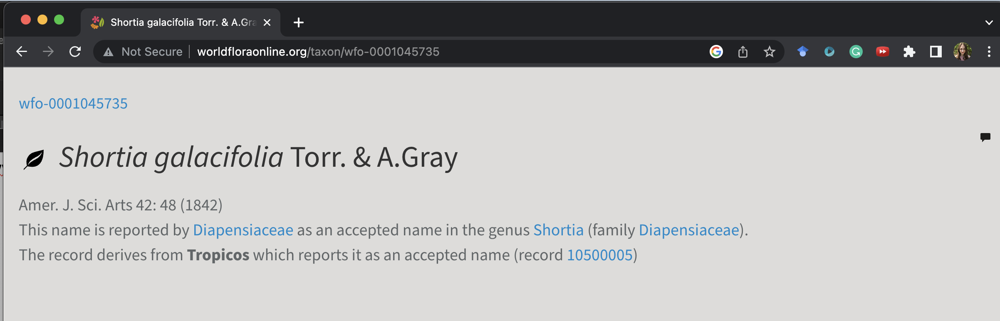 Shortia galacifolia Torr. & A.Gra
Not Secure
worldfloraonline.org/taxon/wfo-0001045735
wfo-0001045735
Shortia galacifolia Torr. & A.Gray
Amer. J. Sci. Arts 42: 48 (1842)
This name is reported by Diapensiaceae as an accepted name in the genus Shortia (family Diapensiaceae).
The record derives from Tropicos which reports it as an accepted name (record 10500005)